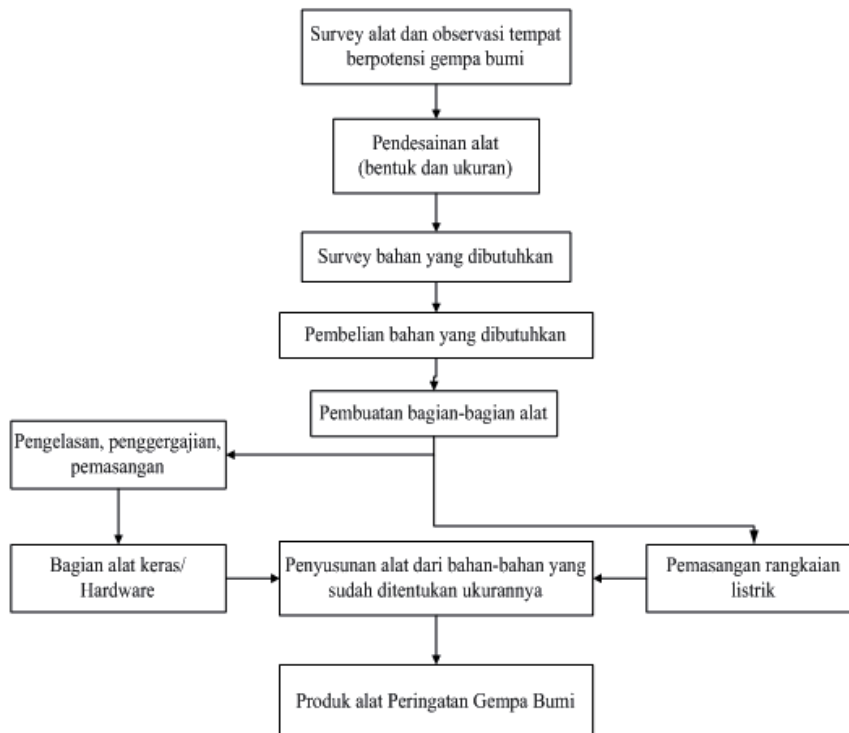 Survey alat dan observasi tempat
berpotensi gempa bumi
Pendesainan alat
(bentuk dan ukuran)
Survey bahan yang dibutuhkan
Pembelian bahan yang dibutuhkan
Pembuatan bagian-bagian alat
Pengelasan, penggergajian,
pemasangan
Bagian alat keras/
Hardware
Penyusunan alat dari bahan-bahan yang
sudah ditentukan ukurannya
Pemasangan rangkaian
listrik
Produk alat Peringatan Gempa Bumi